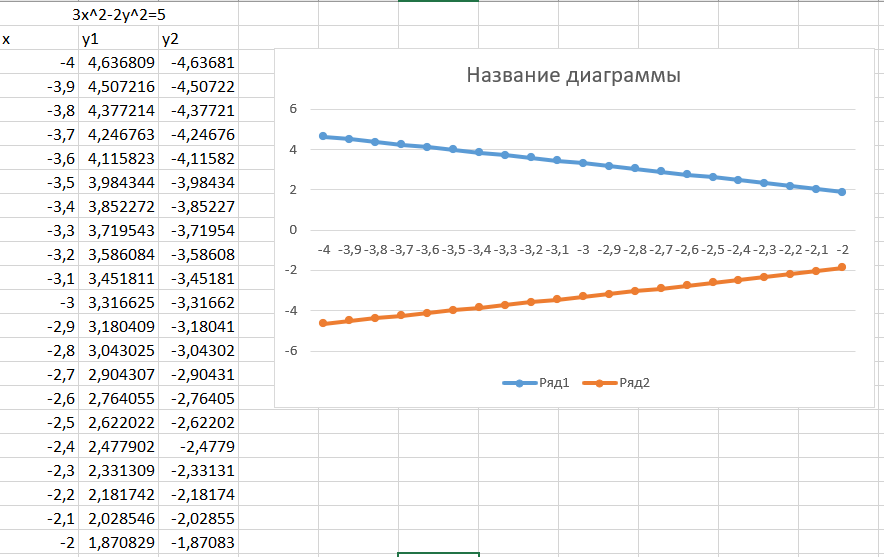 3x^2-2y^2=5
x y1 y2
-4 4,636809 -4,63681
-3,9 4,507216 -4,50722
-3,8 4,377214 -4,37721
-3,7 4,246763 -4,24676
-3,6 4,115823 -4,11582
-3,5 3,984344 -3,98434
-3,4 3,852272 -3,85227
-3,3 3,719543 -3,71954
-3,2 3,586084 -3,58608
-3,1 3,451811 -3,45181
-3 3,316625 -3,31662
-2,9 3,180409 -3,18041
-2,8 3,043025 -3,04302
-2,7 2,904307 -2,90431
-2,6 2,764055 -2,76405
-2,5 2,622022 -2,62202
-2,4 2,477902 -2,4779
-2,3 2,331309 -2,33131
-2,2 2,181742 -2,18174
-2,1 2,028546 -2,02855
-2 1,870829 -1,87083
Название диаграммы
6
4
2
0
-4 -3,9 -3,8 -3,7 -3,6 -3,5 -3,4 -3,3 -3,2 -3,1 -3 -2,9 -2,8 -2,7 -2,6 -2,5 -2,4 -2,3 -2,2 -2,1 -2
-2
-4
-6
Ряд1 Ряд2